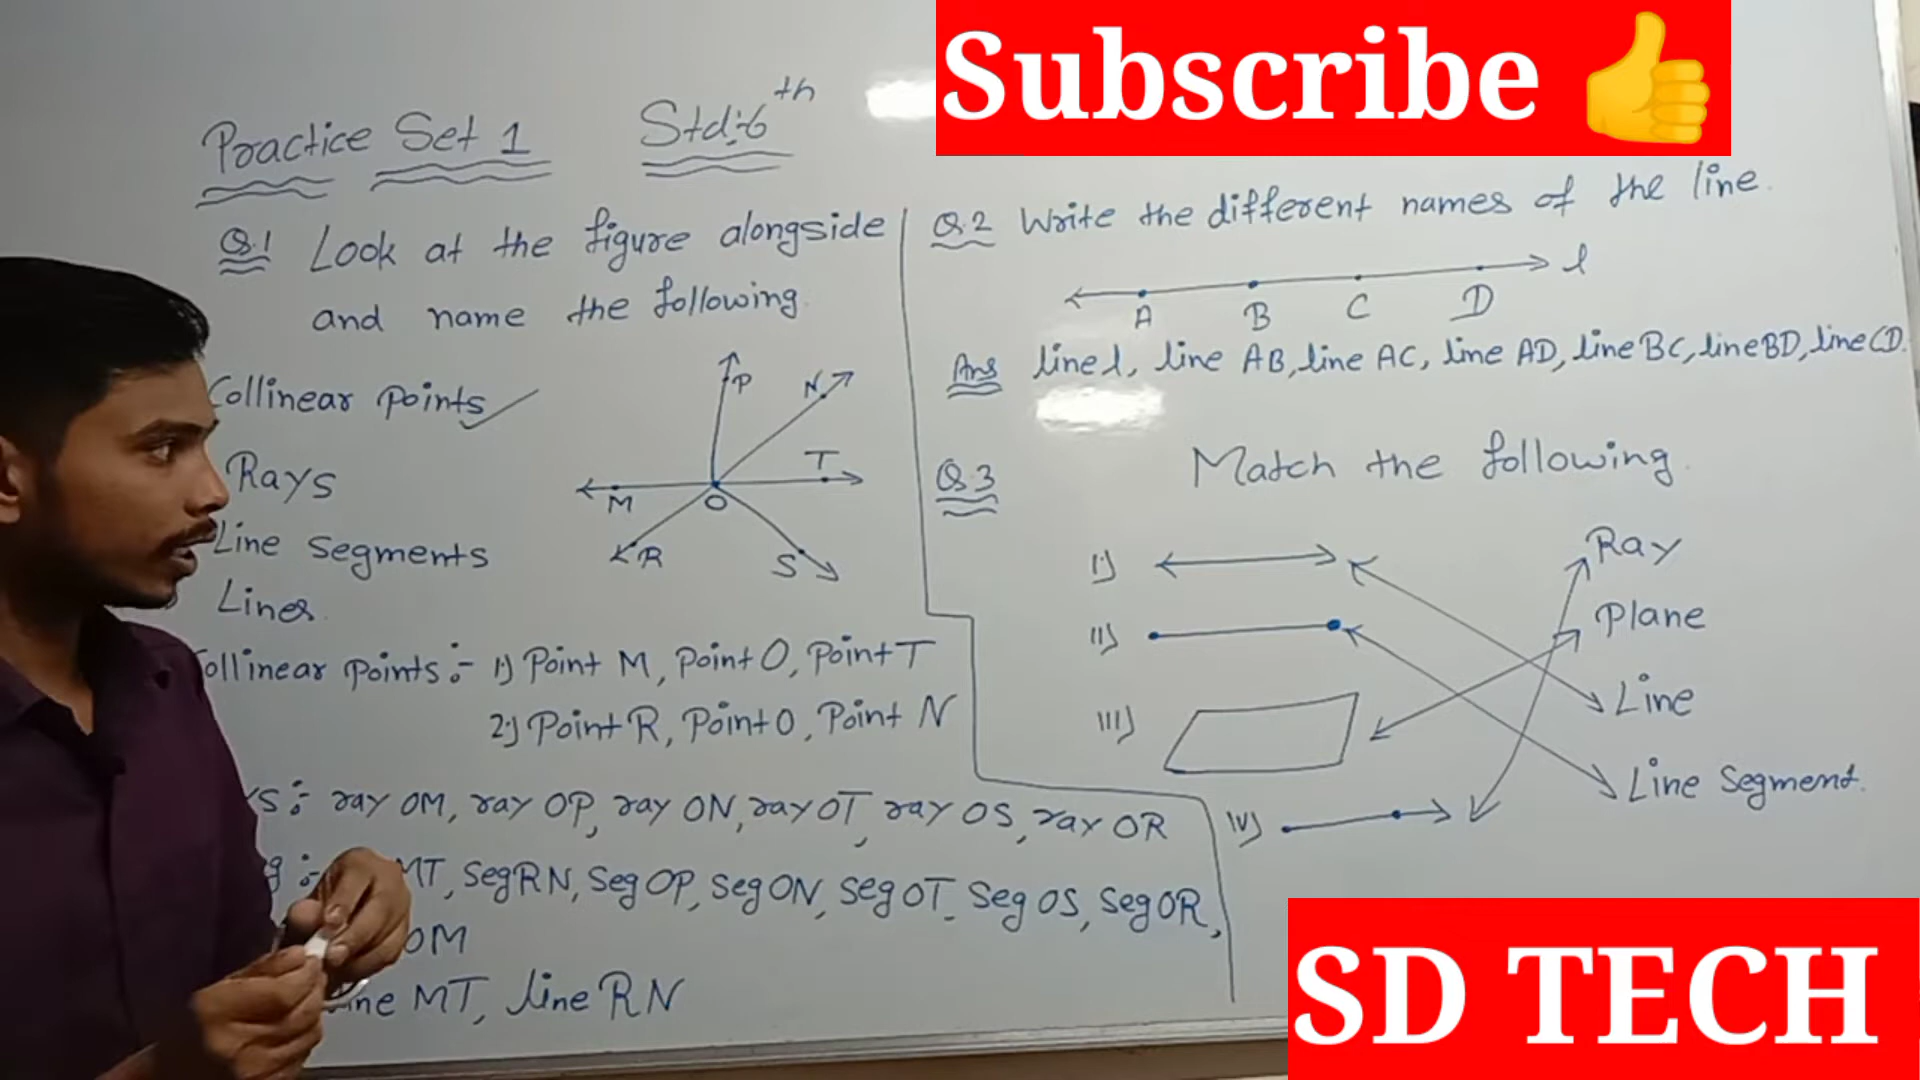 Subscribe
Practice Set 1 Std:-6th
Q.1 Look at the figure alongside
and name the following.
Collinear points
Rays
Line segments
Lines.
P N T M O R S
Collinear points :- 1) Point M, Point O, Point T
2) Point R, Point O, Point N
ray OM, ray OP, ray ON, ray OT, ray OS, ray OR
MT, seg RN, seg OP, seg ON, seg OT, seg OS, seg OR,
OM
line MT, line RN
Q.2 Write the different names of the line.
l
A B C D
Ans line l, line AB, line AC, line AD, line BC, line BD, line CD.
Q.3 Match the following.
i) Ray
ii) Plane
iii) Line
iv) Line segment.
SD TECH